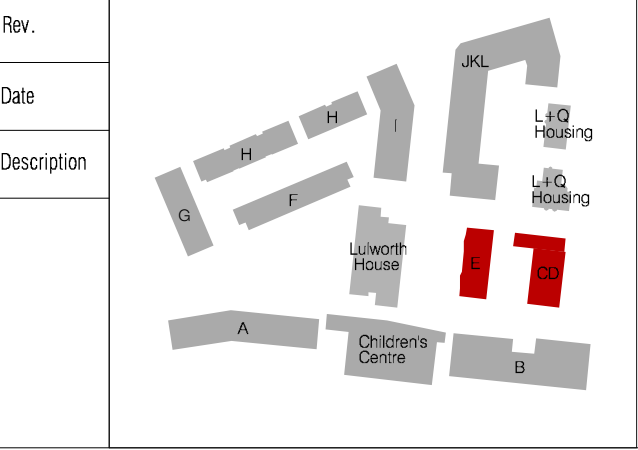 Rev.
Date
Description
JKL
H
H
I
L+Q
Housing
L+Q
Housing
G
F
Lulworth
House
E
CD
A
Children's
Centre
B